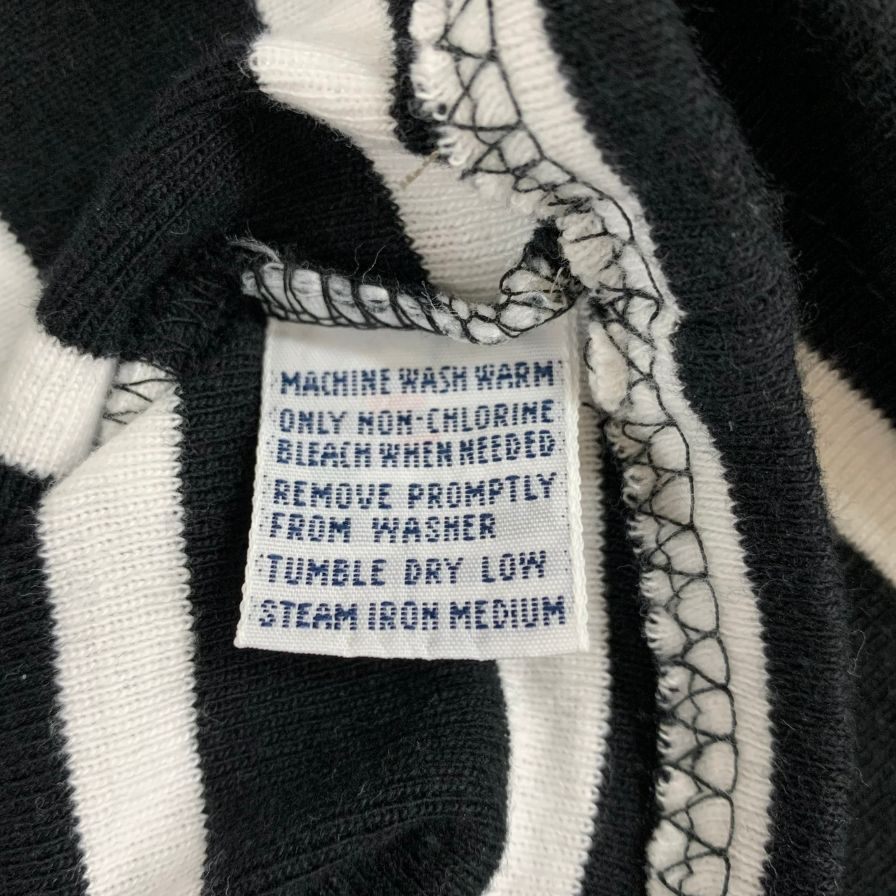 MACHINE WASH WARM
ONLY NON-CHLORINE
BLEACH WHEN NEEDED
REMOVE PROMPTLY
FROM WASHER
TUMBLE DRY LOW
STEAM IRON MEDIUM